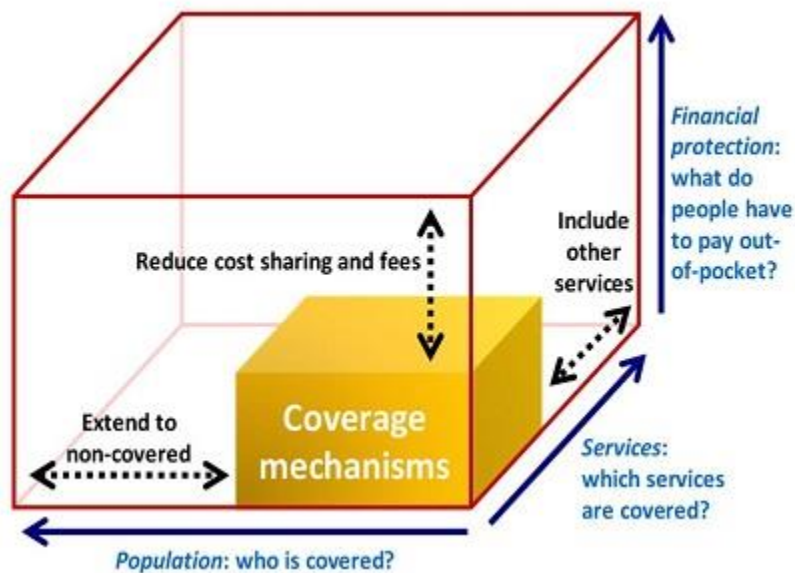 Financial
protection:
what do
people have
to pay out-
of-pocket?
Include
other
services
Reduce cost sharing and fees
Extend to
non-covered
Coverage
mechanisms
Services:
which services
are covered?
Population: who is covered?